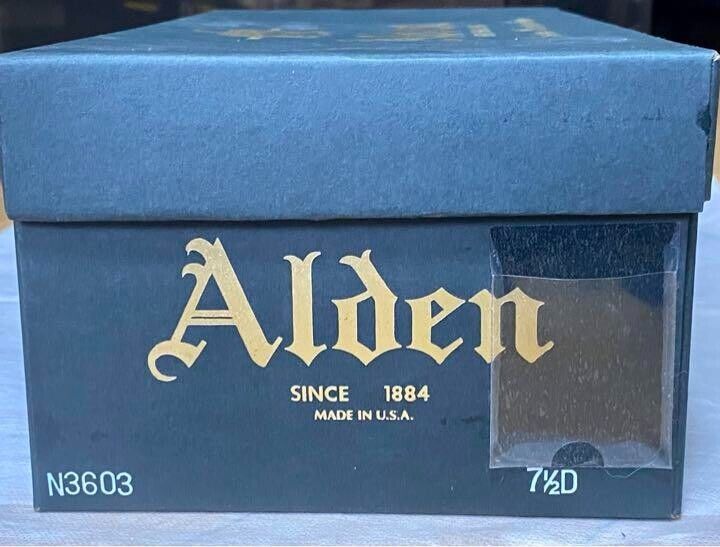 Alden
SINCE 1884
MADE IN U.S.A.
N3603 7½D